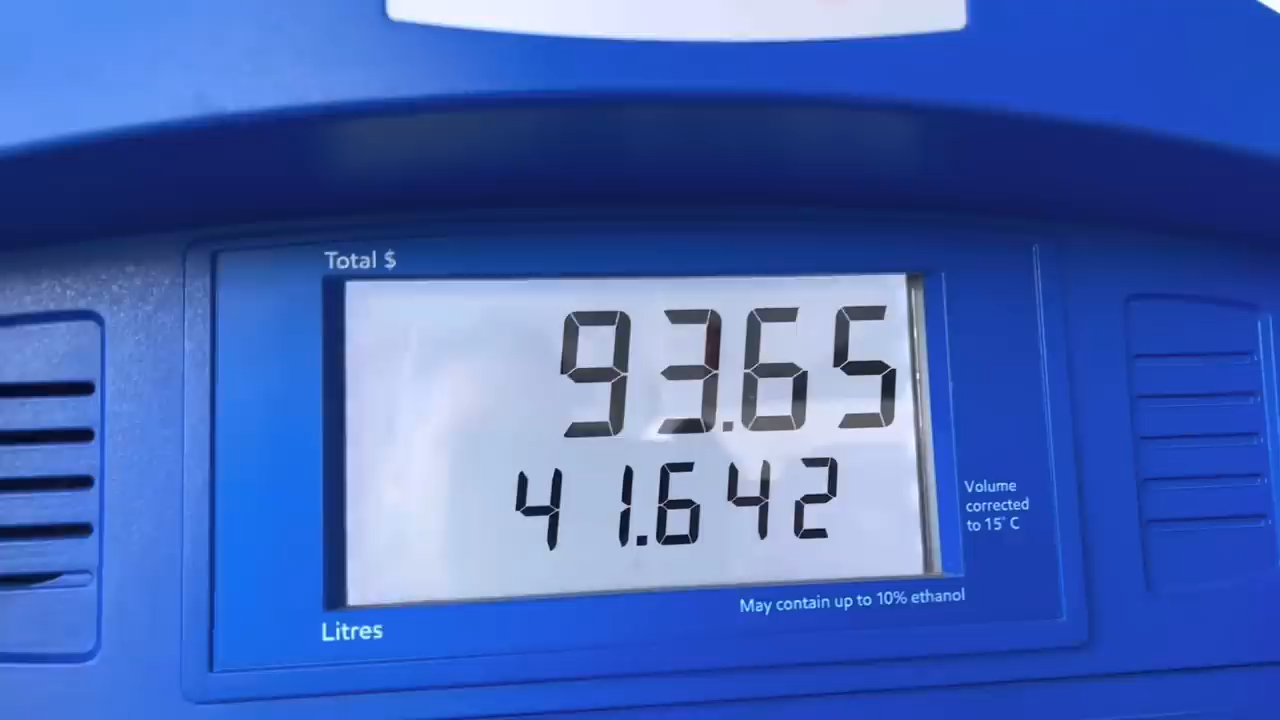 Total $
93.65
41.642
Volume
corrected
to 15° C
May contain up to 10% ethanol
Litres